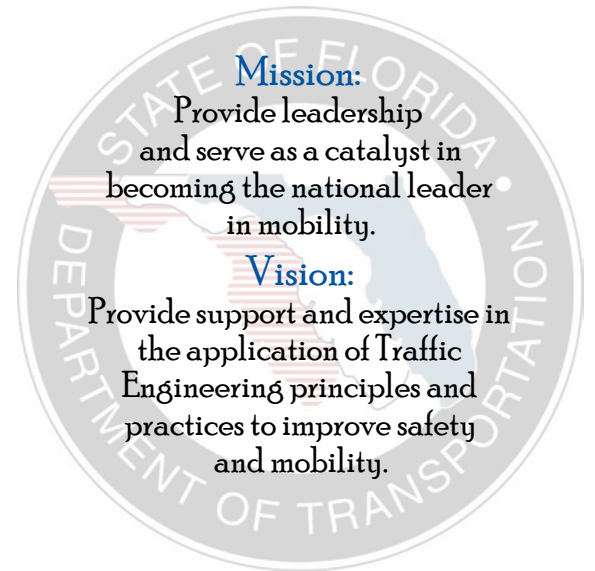 STATE OF FLORIDA
Mission:
Provide leadership
and serve as a catalyst in
becoming the national leader
in mobility.
Vision:
Provide support and expertise in
the application of Traffic
Engineering principles and
practices to improve safety
and mobility.
DEPARTMENT OF TRANSPORTATION